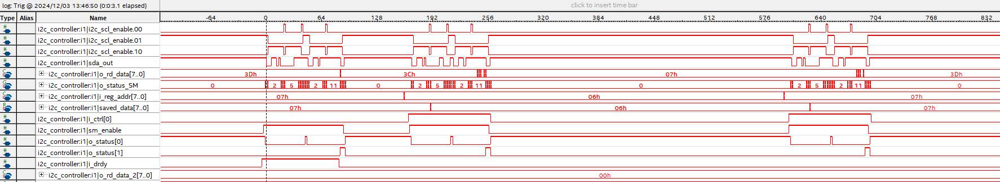 log: Trig @ 2024/12/03 13:46:50 (0:0:3.1 elapsed) click to insert time bar
Type Alias Name -64 0 64 128 192 256 320 384 448 512 576 640 704 768 832
i2c_controller:i1|i2c_scl_enable.00
i2c_controller:i1|i2c_scl_enable.01
i2c_controller:i1|i2c_scl_enable.10
i2c_controller:i1|sda_out
i2c_controller:i1|o_rd_data[7..0] 3Dh 3Ch 07h 3Dh
i2c_controller:i1|o_status_SM 0 2 5 2 11 0 2 5 2 11 0 2 5 2 11 0
i2c_controller:i1|i_reg_addr[7..0] 07h 06h 07h
i2c_controller:i1|saved_data[7..0] 07h 06h 07h
i2c_controller:i1|i_ctrl[0]
i2c_controller:i1|sm_enable
i2c_controller:i1|o_status[0]
i2c_controller:i1|o_status[1]
i2c_controller:i1|i_drdy
i2c_controller:i1|o_rd_data_2[7..0] 00h